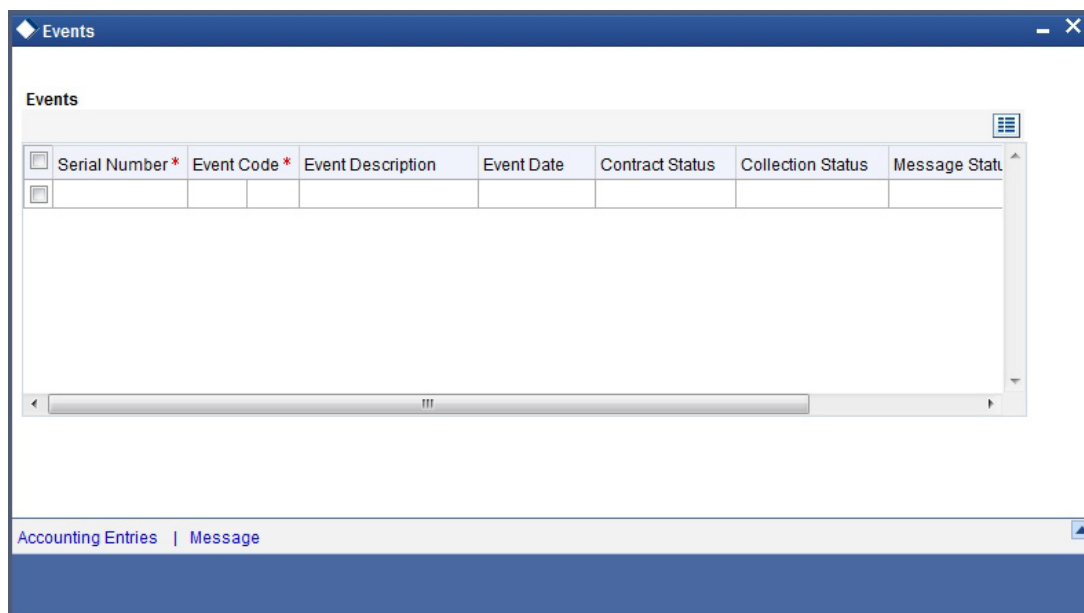 Events
Events
Serial Number * Event Code * Event Description Event Date Contract Status Collection Status Message Statu
Accounting Entries | Message